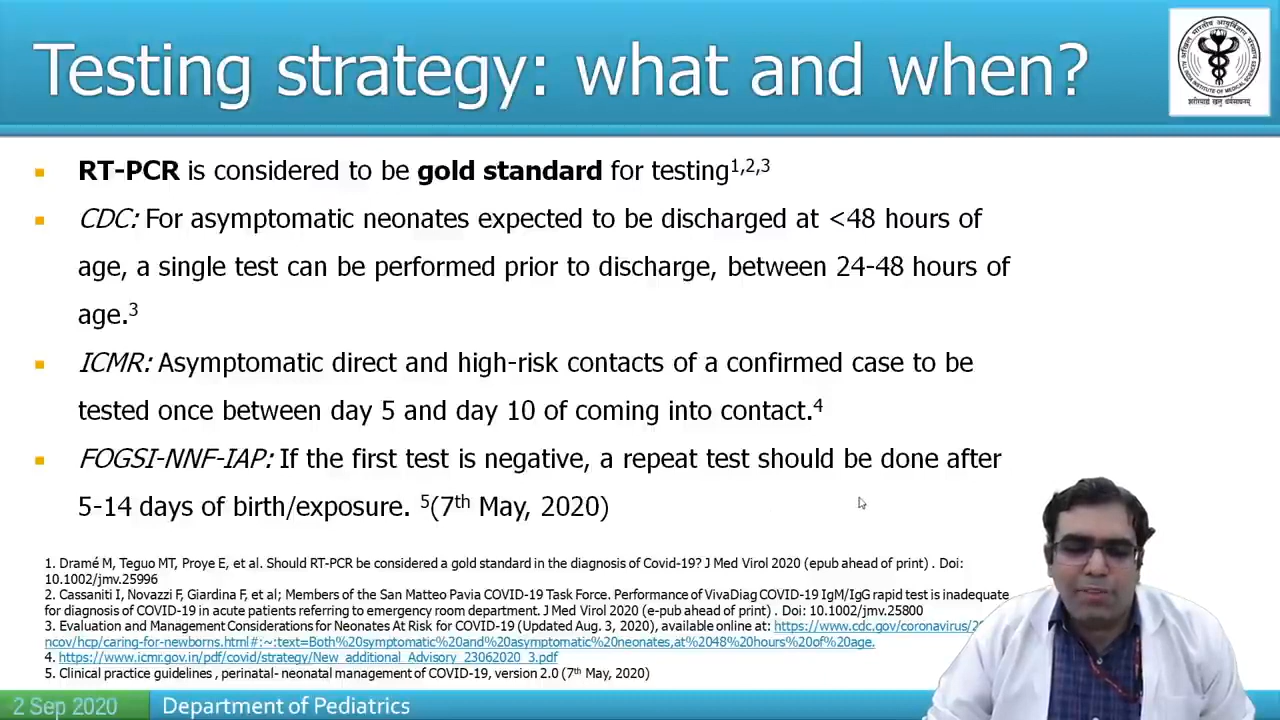 Testing strategy: what and when?
RT-PCR is considered to be gold standard for testing1,2,3
CDC: For asymptomatic neonates expected to be discharged at <48 hours of
age, a single test can be performed prior to discharge, between 24-48 hours of
age.3
ICMR: Asymptomatic direct and high-risk contacts of a confirmed case to be
tested once between day 5 and day 10 of coming into contact.4
FOGSI-NNF-IAP: If the first test is negative, a repeat test should be done after
5-14 days of birth/exposure. 5(7th May, 2020)
1. Dramé M, Teguo MT, Proye E, et al. Should RT-PCR be considered a gold standard in the diagnosis of Covid-19? J Med Virol 2020 (epub ahead of print) . Doi:
10.1002/jmv.25996
2. Cassaniti I, Novazzi F, Giardina F, et al; Members of the San Matteo Pavia COVID-19 Task Force. Performance of VivaDiag COVID-19 IgM/IgG rapid test is inadequate
for diagnosis of COVID-19 in acute patients referring to emergency room department. J Med Virol 2020 (e-pub ahead of print) . Doi: 10.1002/jmv.25800
3. Evaluation and Management Considerations for Neonates At Risk for COVID-19 (Updated Aug. 3, 2020), available online at: https://www.cdc.gov/coronavirus/20
ncov/hcp/caring-for-newborns.html#:~:text=Both%20symptomatic%20and%20asymptomatic%20neonates,at%2048%20hours%20of%20age.
4. https://www.icmr.gov.in/pdf/covid/strategy/New_additional_Advisory_23062020_3.pdf
5. Clinical practice guidelines , perinatal- neonatal management of COVID-19, version 2.0 (7th May, 2020)
2 Sep 2020 Department of Pediatrics